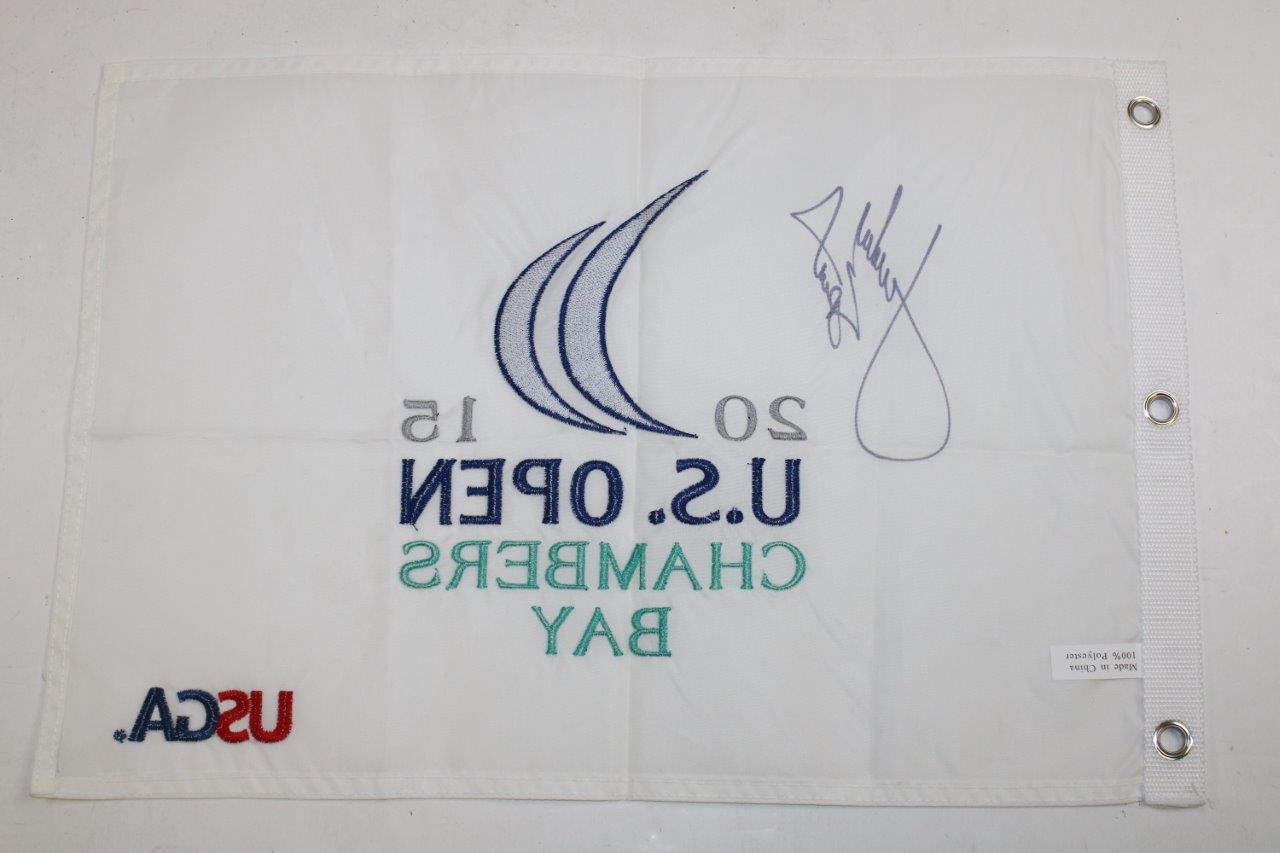 2015
U.S. OPEN
CHAMBERS
BAY
Made in China
100% Polyester
USGA